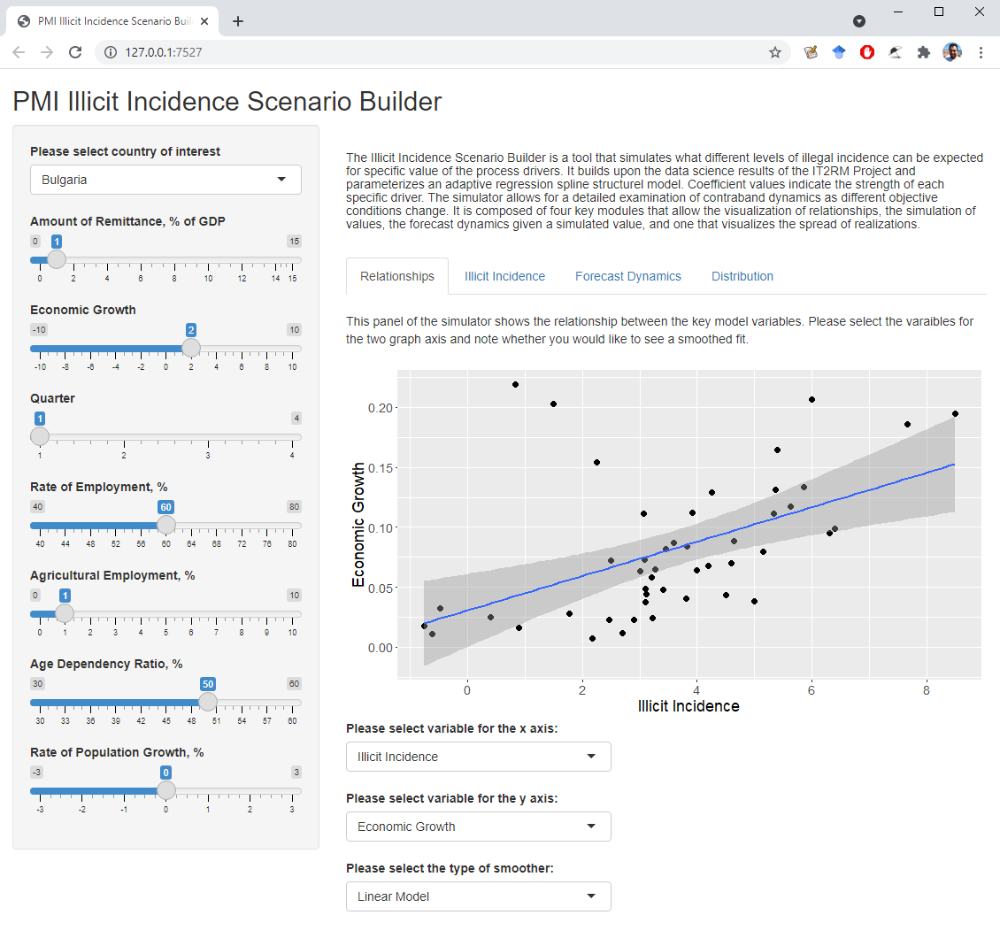 PMI Illicit Incidence Scenario Buil
127.0.0.1:7527
PMI Illicit Incidence Scenario Builder
Please select country of interest
Bulgaria
Amount of Remittance, % of GDP
0 1 15
0 2 4 6 8 10 12 14 15
Economic Growth
-10 2 10
-10 -8 -6 -4 -2 0 2 4 6 8 10
Quarter
1 4
1 2 3 4
Rate of Employment, %
40 60 80
40 44 48 52 56 60 64 68 72 76 80
Agricultural Employment, %
0 1 10
0 1 2 3 4 5 6 7 8 9 10
Age Dependency Ratio, %
30 50 60
30 33 36 39 42 45 48 51 54 57 60
Rate of Population Growth, %
-3 0 3
-3 -2 -1 0 1 2 3
The Illicit Incidence Scenario Builder is a tool that simulates what different levels of illegal incidence can be expected
for specific value of the process drivers. It builds upon the data science results of the IT2RM Project and
parameterizes an adaptive regression spline structurel model. Coefficient values indicate the strength of each
specific driver. The simulator allows for a detailed examination of contraband dynamics as different objective
conditions change. It is composed of four key modules that allow the visualization of relationships, the simulation of
values, the forecast dynamics given a simulated value, and one that visualizes the spread of realizations.
Relationships Illicit Incidence Forecast Dynamics Distribution
This panel of the simulator shows the relationship between the key model variables. Please select the varaibles for
the two graph axis and note whether you would like to see a smoothed fit.
Economic Growth
0.20
0.15
0.10
0.05
0.00
0 2 4 6 8
Illicit Incidence
Please select variable for the x axis:
Illicit Incidence
Please select variable for the y axis:
Economic Growth
Please select the type of smoother:
Linear Model